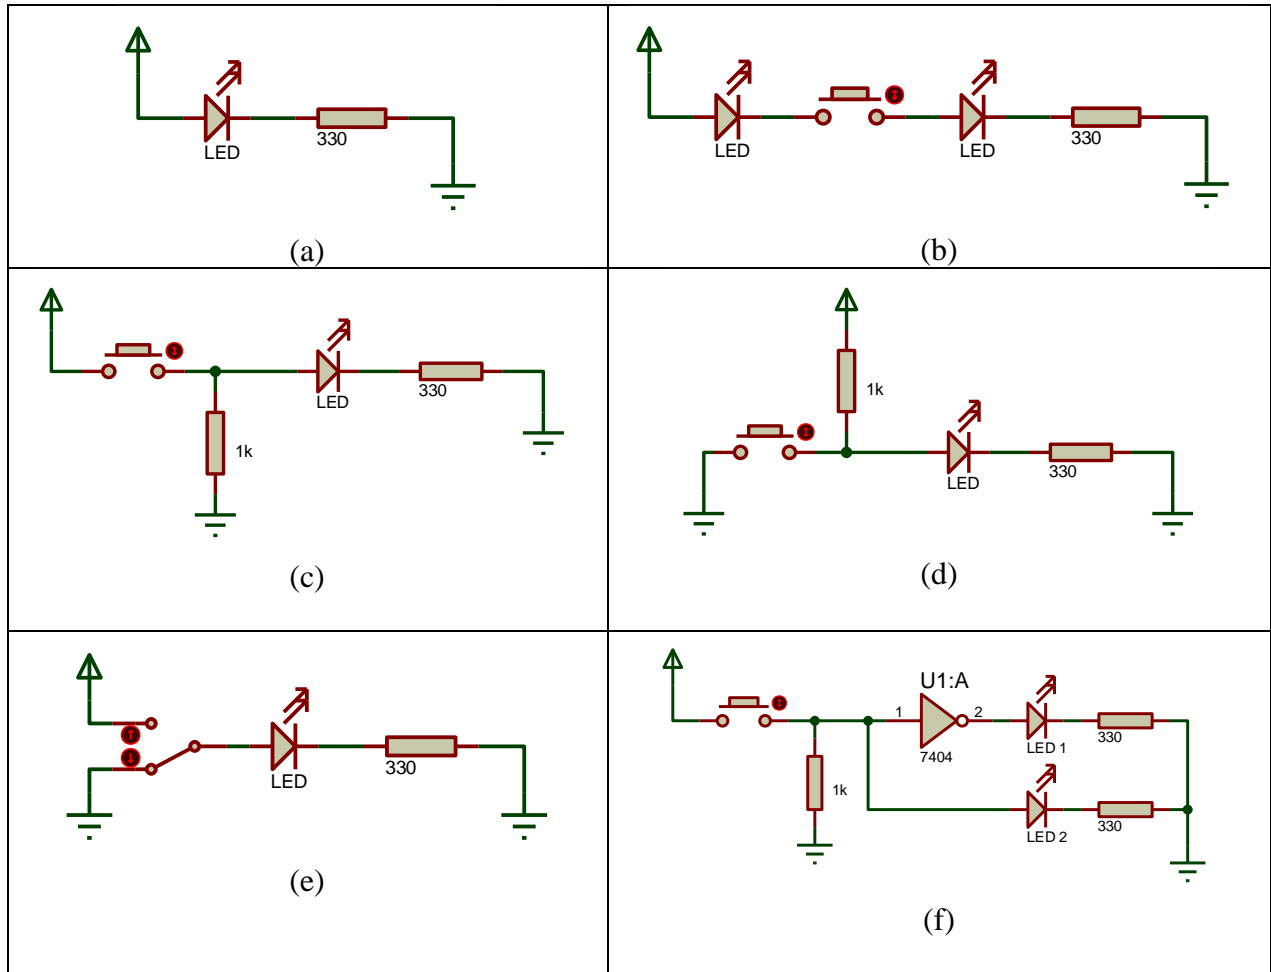 LED
330
(a)
LED
LED
330
(b)
LED
330
1k
(c)
1k
LED
330
(d)
LED
330
(e)
U1:A
1
2
7404
LED 1
330
1k
LED 2
330
(f)